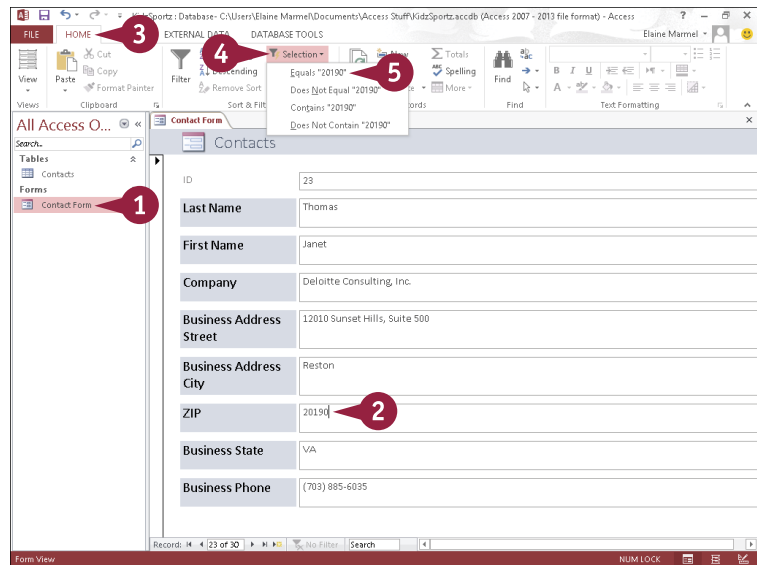 KidzSportz : Database- C:\Users\Elaine Marmel\Documents\Access Stuff\KidzSportz.accdb (Access 2007 - 2013 file format) - Access
FILE HOME 3 EXTERNAL DATA DATABASE TOOLS Elaine Marmel
View
Views
Paste
Cut
Copy
Format Painter
Clipboard
Filter
Descending
Remove Sort
Sort & Filt
4
Selection
Equals "20190" 5
Does Not Equal "20190"
Contains "20190"
Does Not Contain "20190"
New
Totals
Spelling
More
ords
Find
Find
B I U
A
Text Formatting
All Access O...
Search..
Tables
Contacts
Forms
Contact Form 1
Contact Form
Contacts
ID 23
Last Name Thomas
First Name Janet
Company Deloitte Consulting, Inc.
Business Address Street 12010 Sunset Hills, Suite 500
Business Address City Reston
ZIP 20190 2
Business State VA
Business Phone (703) 885-6035
Record: 23 of 30 No Filter Search
Form View NUM LOCK